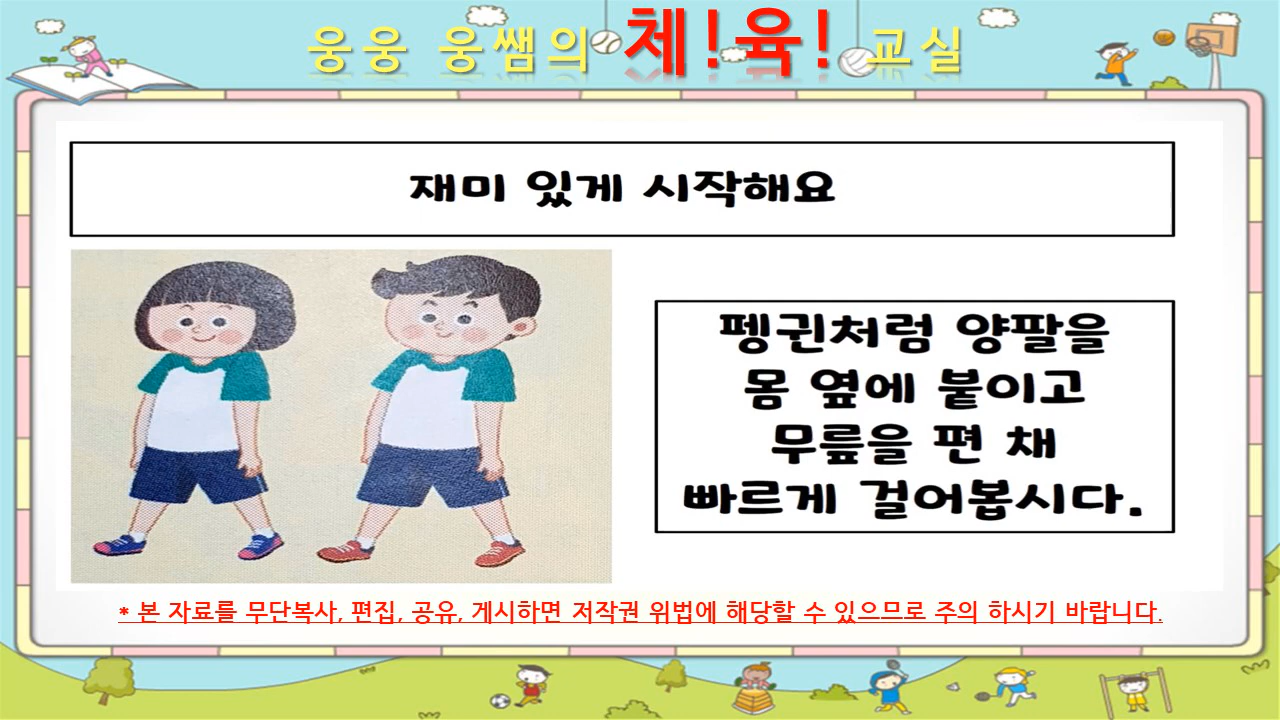 웅웅 웅쌤의 체!육! 교실
재미 있게 시작해요
펭귄처럼 양팔을
몸 옆에 붙이고
무릎을 편 채
빠르게 걸어봅시다.
* 본 자료를 무단복사, 편집, 공유, 게시하면 저작권 위법에 해당할 수 있으므로 주의 하시기 바랍니다.